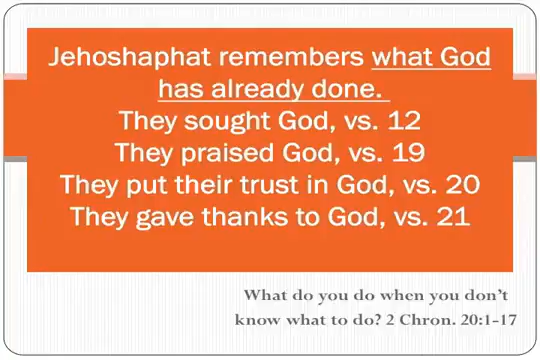 Jehoshaphat remembers what God
has already done.
They sought God, vs. 12
They praised God, vs. 19
They put their trust in God, vs. 20
They gave thanks to God, vs. 21
What do you do when you don’t
know what to do? 2 Chron. 20:1-17